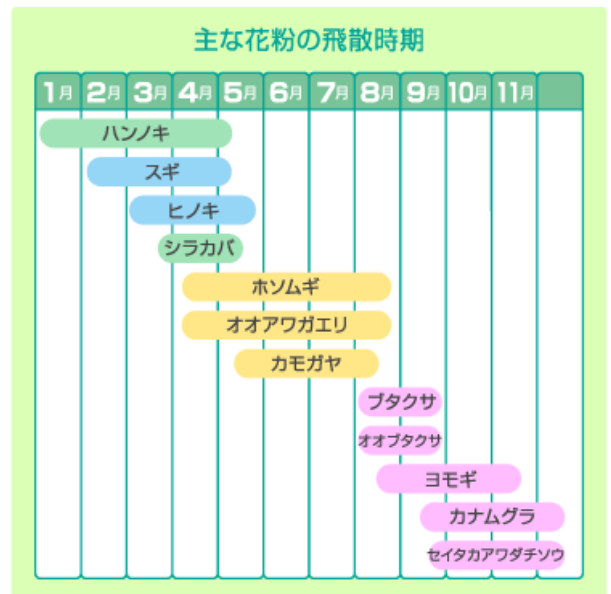 主な花粉の飛散時期
1月 2月 3月 4月 5月 6月 7月 8月 9月 10月 11月
ハンノキ
スギ
ヒノキ
シラカバ
ホソムギ
オオアワガエリ
カモガヤ
ブタクサ
オオブタクサ
ヨモギ
カナムグラ
セイタカアワダチソウ